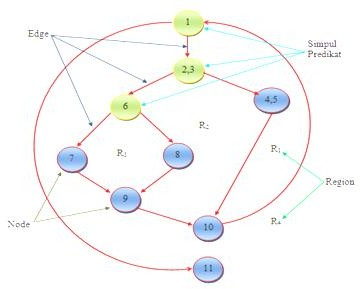 1
Edge
Simpul
Predikat
2,3
6
4,5
R2
R1
R3
7
8
Region
9
R4
Node
10
11